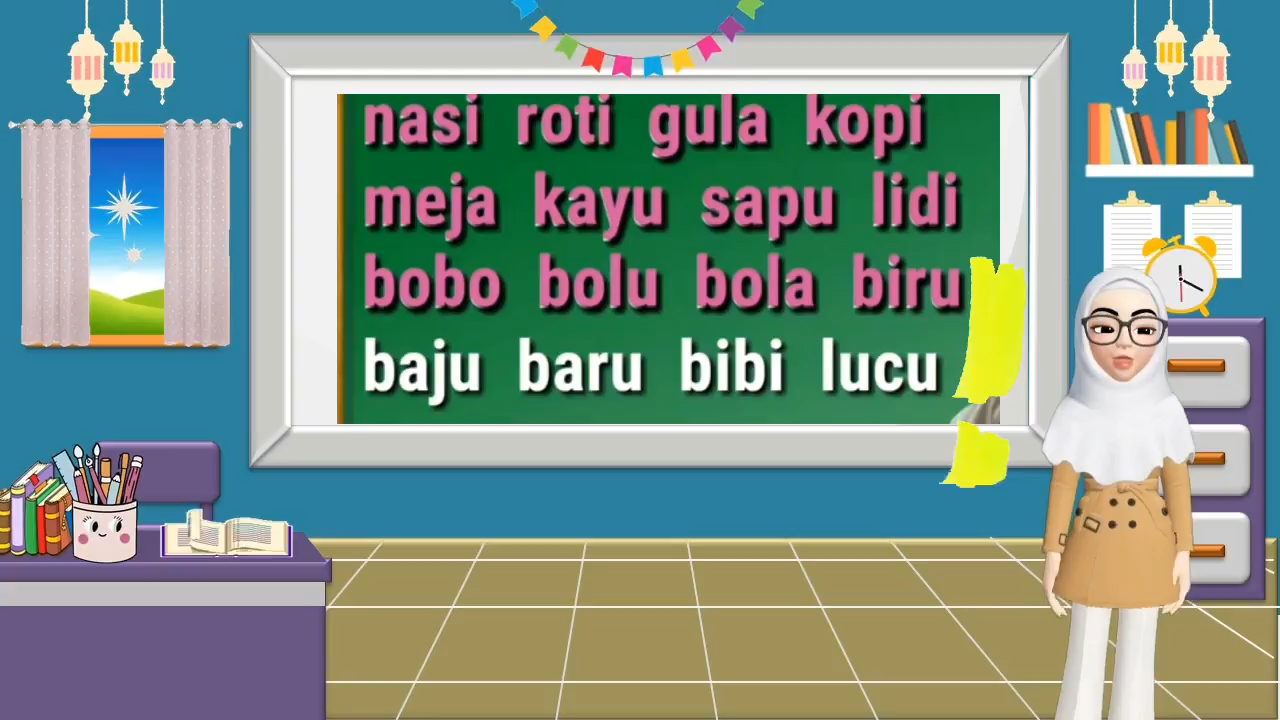 nasi roti gula kopi
meja kayu sapu lidi
bobo bolu bola biru
baju baru bibi lucu